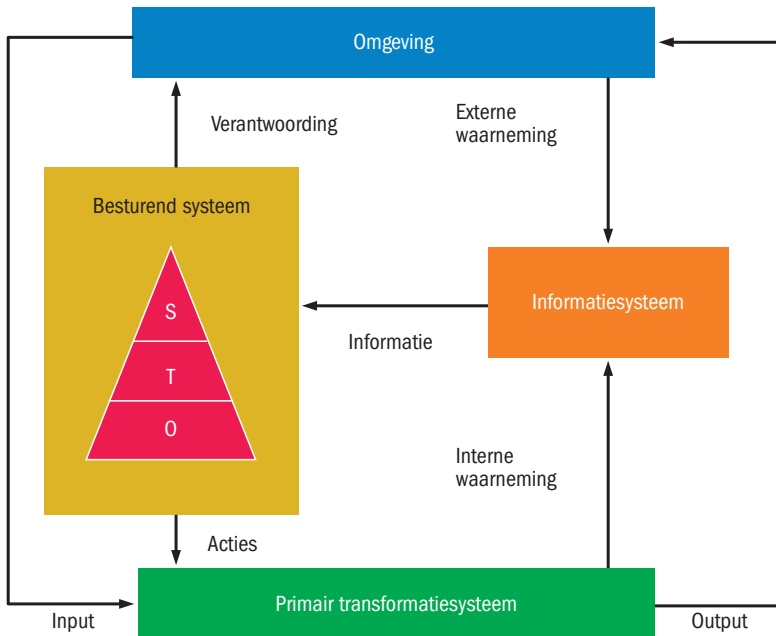 Omgeving
Verantwoording
Externe
waarneming
Besturend systeem
S
T
O
Informatiesysteem
Informatie
Interne
waarneming
Acties
Primair transformatiesysteem
Input
Output